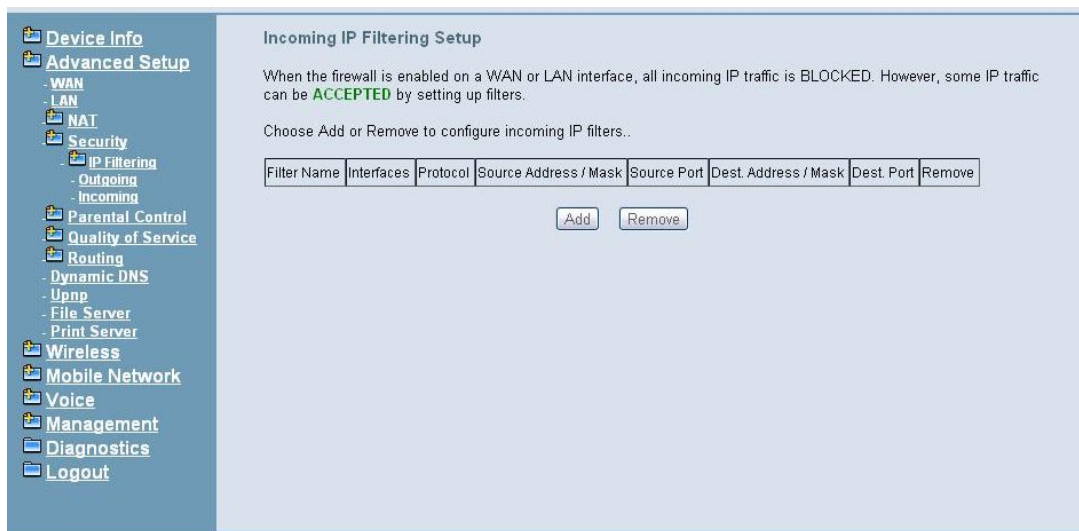 Device Info
Advanced Setup
- WAN
- LAN
NAT
Security
- IP Filtering
- Outgoing
- Incoming
Parental Control
Quality of Service
Routing
- Dynamic DNS
- Upnp
- File Server
- Print Server
Wireless
Mobile Network
Voice
Management
Diagnostics
Logout
Incoming IP Filtering Setup
When the firewall is enabled on a WAN or LAN interface, all incoming IP traffic is BLOCKED. However, some IP traffic
can be ACCEPTED by setting up filters.
Choose Add or Remove to configure incoming IP filters..
Filter Name Interfaces Protocol Source Address / Mask Source Port Dest. Address / Mask Dest. Port Remove
Add Remove